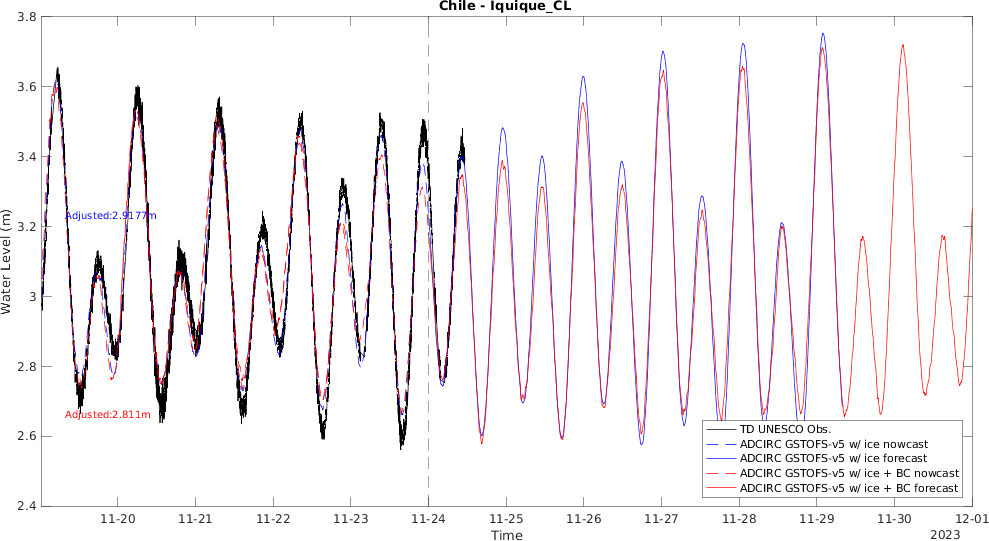 Chile - Iquique_CL
3.8
3.6
3.4
3.2
3
2.8
2.6
2.4
Water Level (m)
Adjusted:2.9177m
Adjusted:2.811m
TD UNESCO Obs.
ADCIRC GSTOFS-v5 w/ ice nowcast
ADCIRC GSTOFS-v5 w/ ice forecast
ADCIRC GSTOFS-v5 w/ ice + BC nowcast
ADCIRC GSTOFS-v5 w/ ice + BC forecast
11-20 11-21 11-22 11-23 11-24 11-25 11-26 11-27 11-28 11-29 11-30 12-01
Time
2023